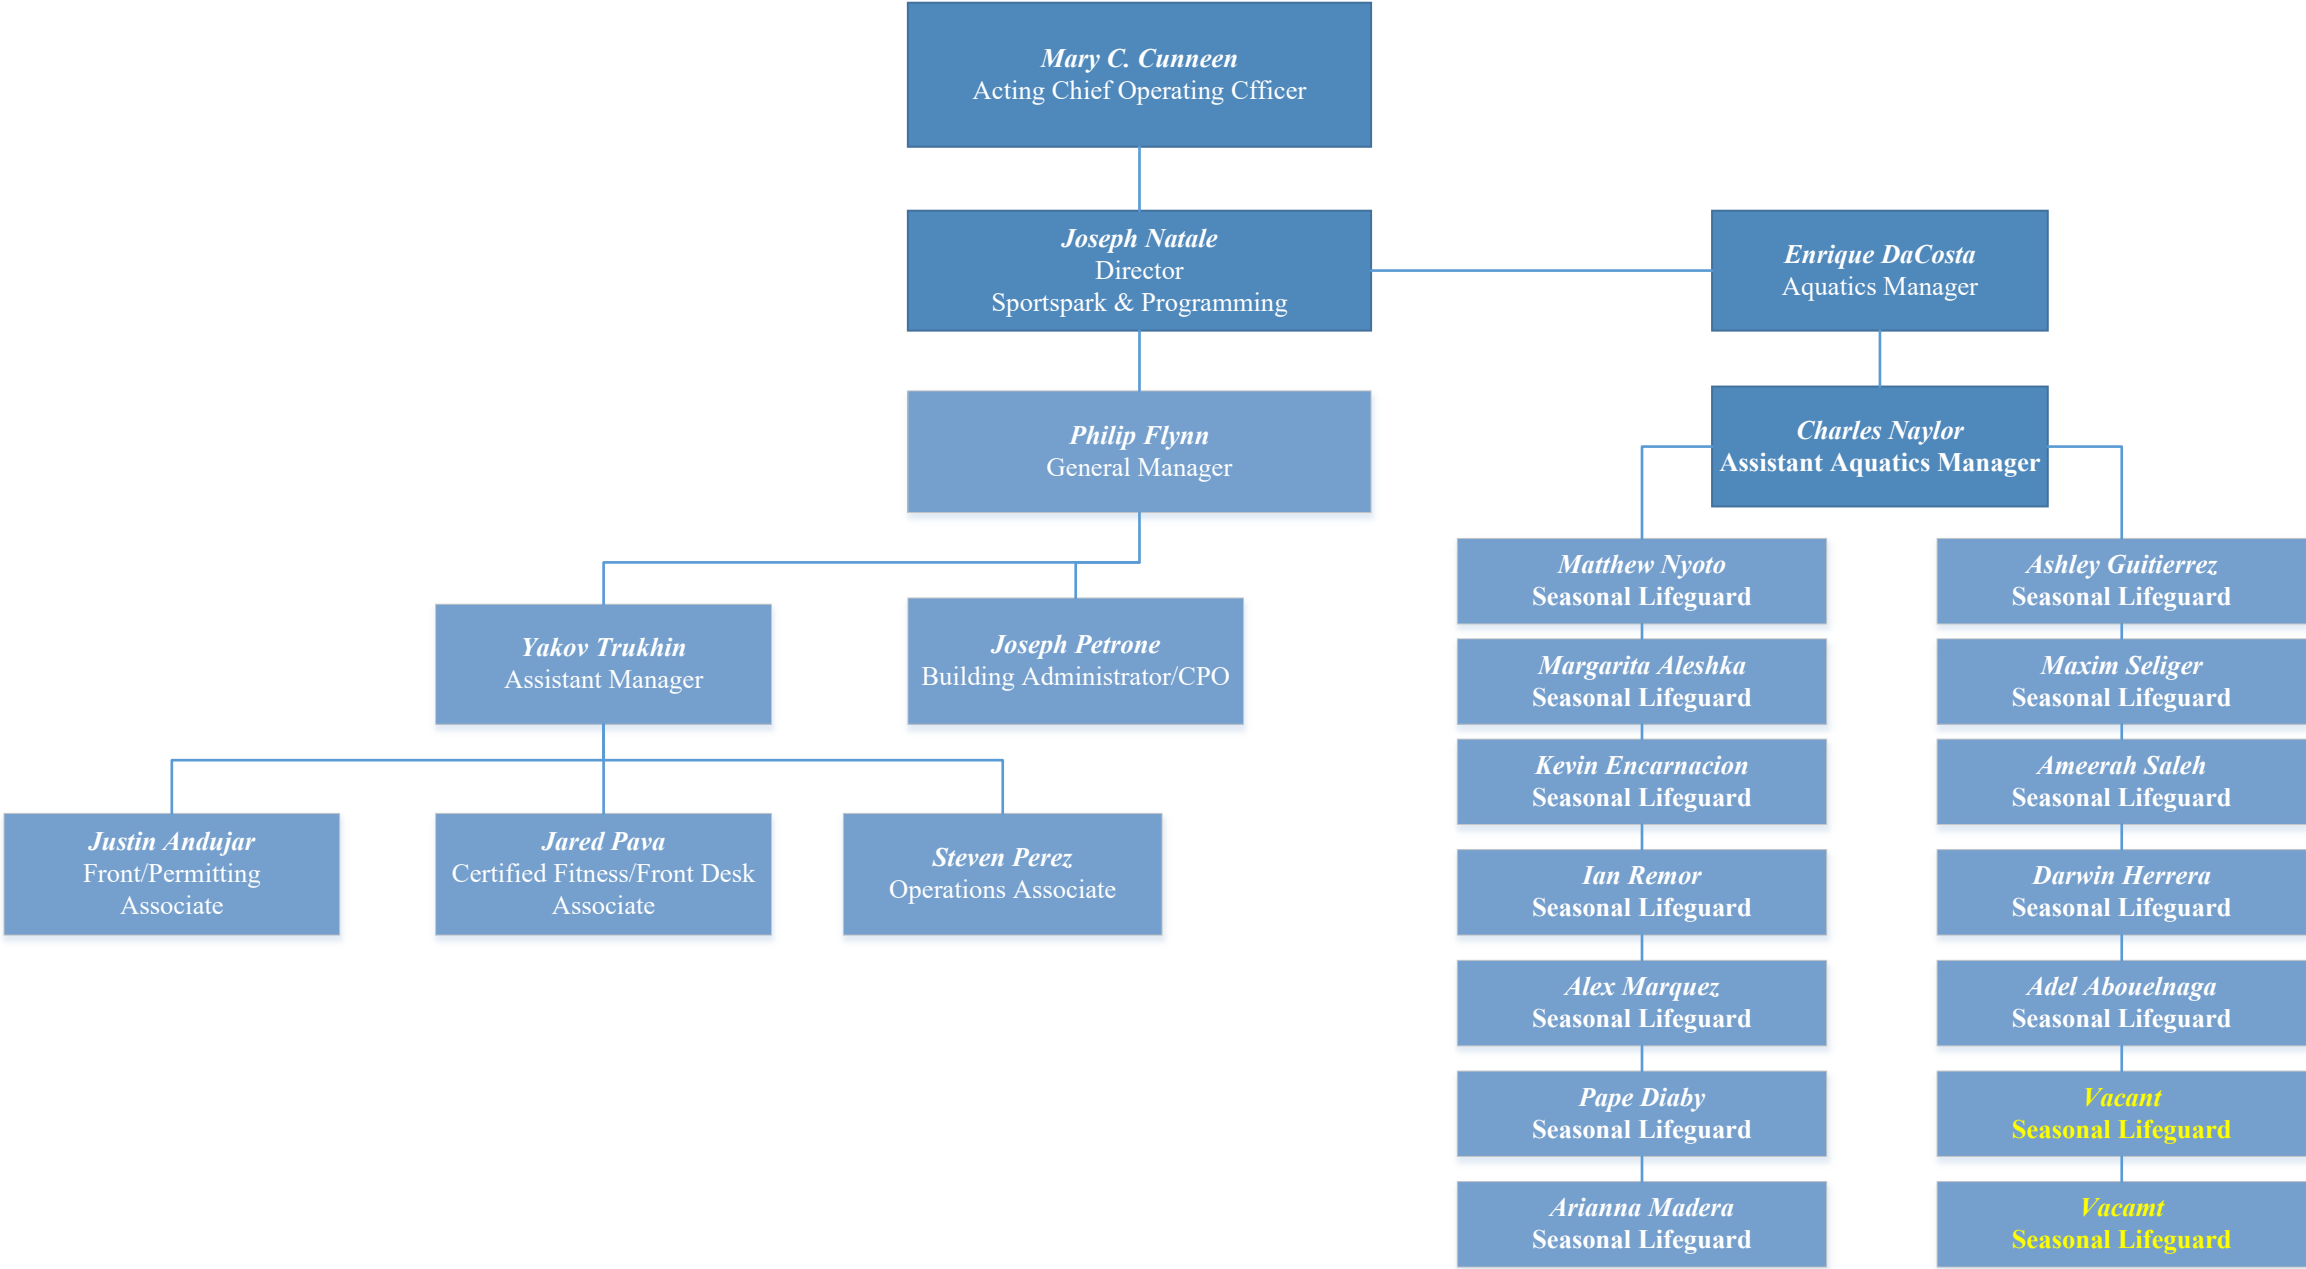 Mary C. Cunneen
Acting Chief Operating Cfficer
Joseph Natale
Director
Sportspark & Programming
Enrique DaCosta
Aquatics Manager
Philip Flynn
General Manager
Charles Naylor
Assistant Aquatics Manager
Yakov Trukhin
Assistant Manager
Joseph Petrone
Building Administrator/CPO
Justin Andujar
Front/Permitting
Associate
Jared Pava
Certified Fitness/Front Desk
Associate
Steven Perez
Operations Associate
Matthew Nyoto
Seasonal Lifeguard
Margarita Aleshka
Seasonal Lifeguard
Kevin Encarnacion
Seasonal Lifeguard
Ian Remor
Seasonal Lifeguard
Alex Marquez
Seasonal Lifeguard
Pape Diaby
Seasonal Lifeguard
Arianna Madera
Seasonal Lifeguard
Ashley Guitierrez
Seasonal Lifeguard
Maxim Seliger
Seasonal Lifeguard
Ameerah Saleh
Seasonal Lifeguard
Darwin Herrera
Seasonal Lifeguard
Adel Abouelnaga
Seasonal Lifeguard
Vacant
Seasonal Lifeguard
Vacamt
Seasonal Lifeguard